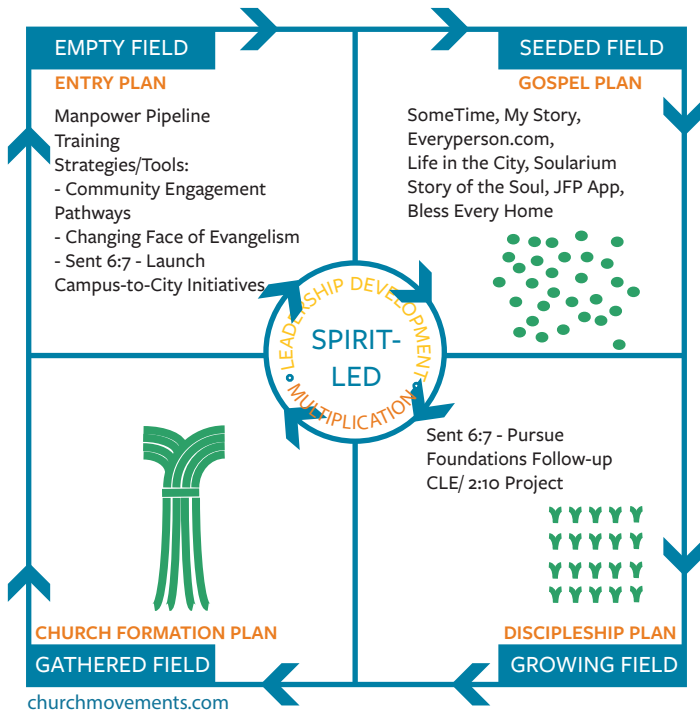 EMPTY FIELD
ENTRY PLAN
Manpower Pipeline
Training
Strategies/Tools:
- Community Engagement
Pathways
- Changing Face of Evangelism
- Sent 6:7 - Launch
Campus-to-City Initiatives
SEEDED FIELD
GOSPEL PLAN
SomeTime, My Story,
Everyperson.com,
Life in the City, Soularium
Story of the Soul, JFP App,
Bless Every Home
LEADERSHIP DEVELOPMENT
SPIRIT-
LED
MULTIPLICATION
Sent 6:7 - Pursue
Foundations Follow-up
CLE/ 2:10 Project
DISCIPLESHIP PLAN
GROWING FIELD
CHURCH FORMATION PLAN
GATHERED FIELD
churchmovements.com